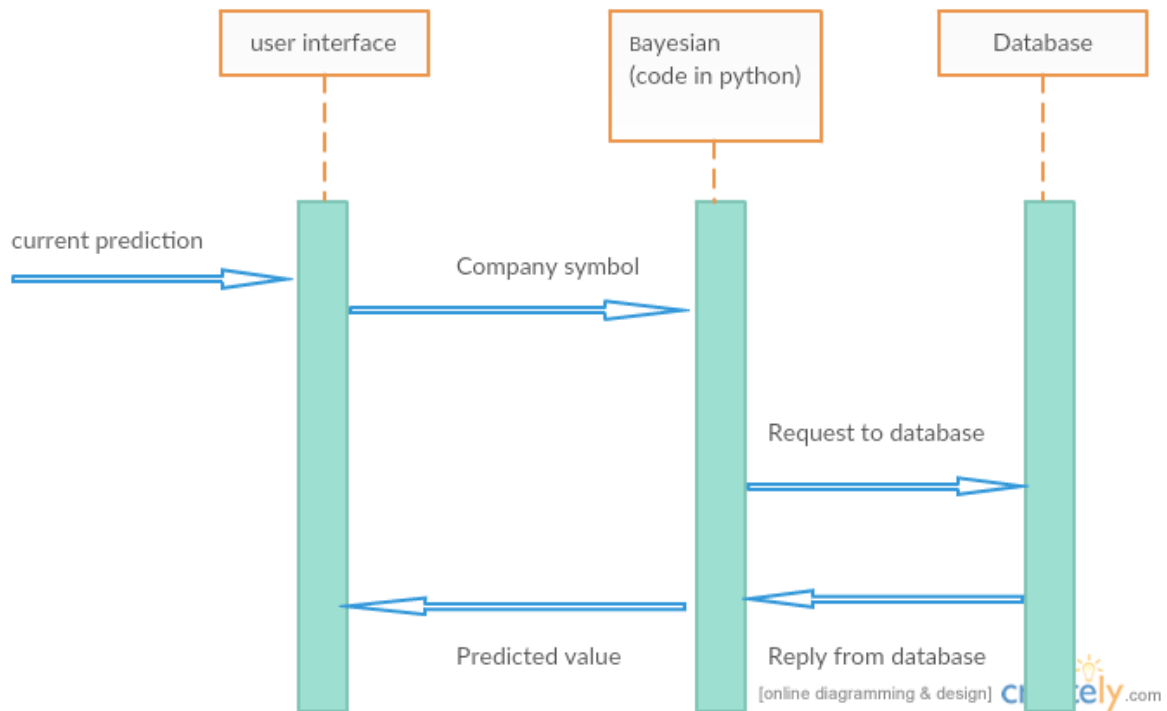 user interface
Bayesian
(code in python)
Database
current prediction
Company symbol
Request to database
Predicted value
Reply from database
[online diagramming & design]
.com